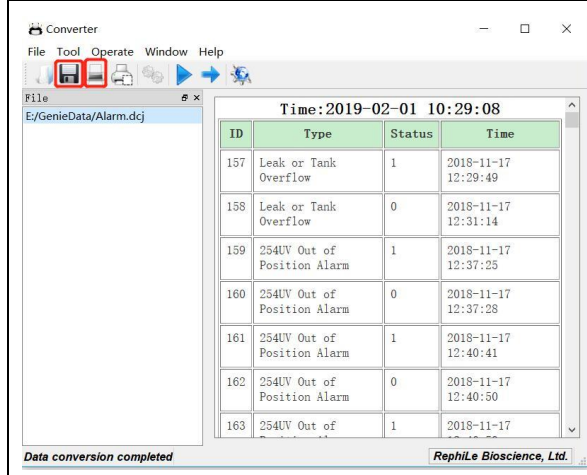 Converter
File Tool Operate Window Help
File
E:/GenieData/Alarm.dcj
Time:2019-02-01 10:29:08
ID Type Status Time
157 Leak or Tank 1 2018-11-17
Overflow 12:29:49
158 Leak or Tank 0 2018-11-17
Overflow 12:31:14
159 254UV Out of 1 2018-11-17
Position Alarm 12:37:25
160 254UV Out of 0 2018-11-17
Position Alarm 12:37:28
161 254UV Out of 1 2018-11-17
Position Alarm 12:40:41
162 254UV Out of 0 2018-11-17
Position Alarm 12:40:50
163 254UV Out of 1 2018-11-17
Data conversion completed RephiLe Bioscience, Ltd.